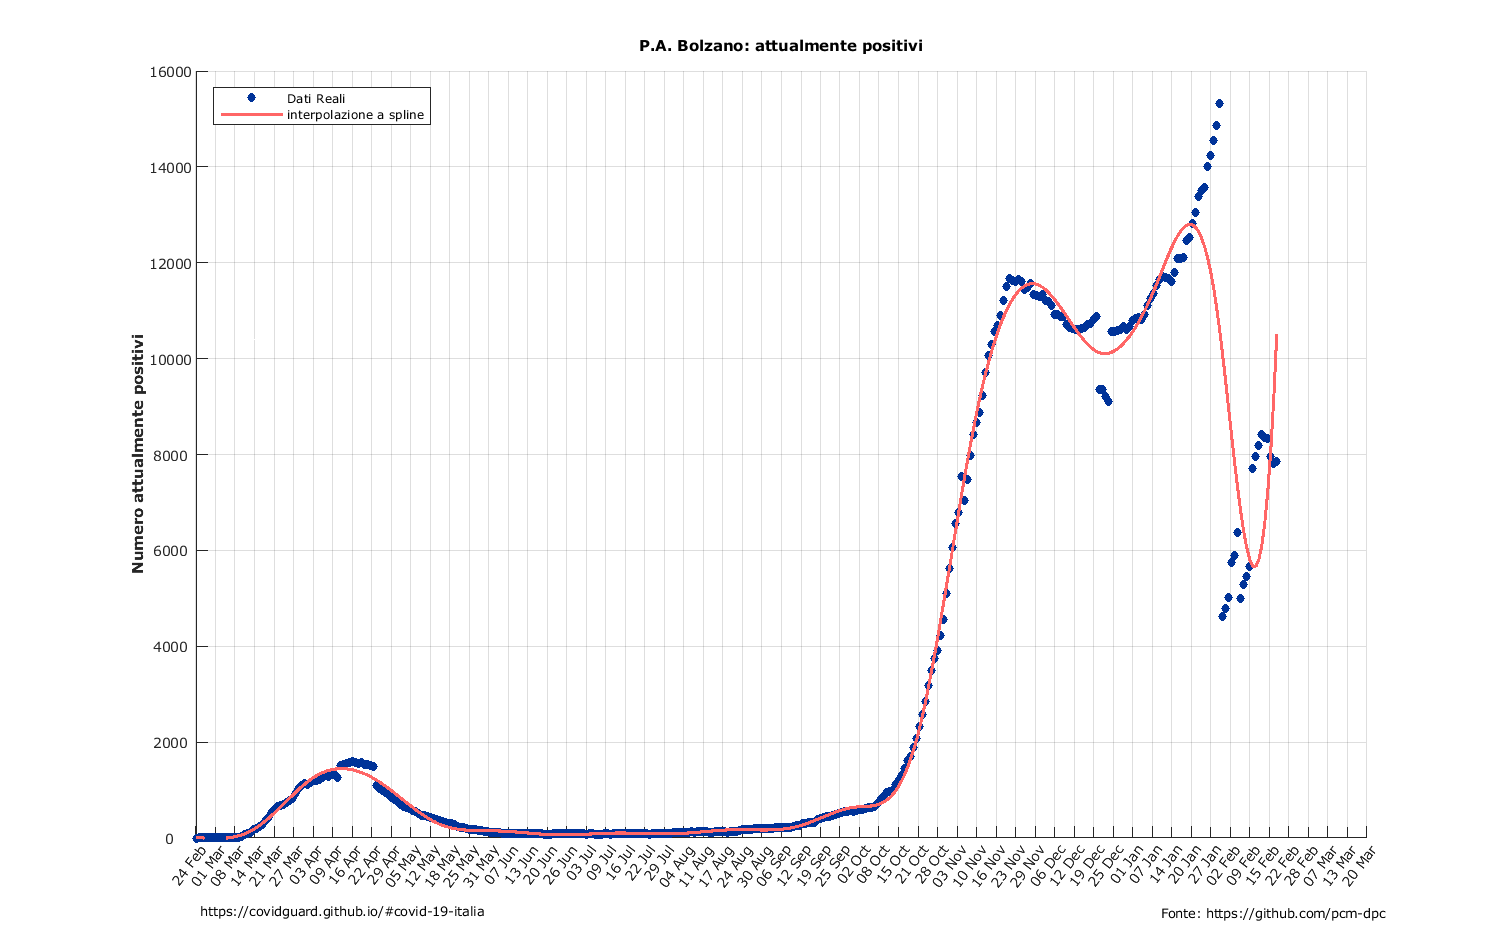 P.A. Bolzano: attualmente positivi
Dati Reali
interpolazione a spline
Numero attualmente positivi
16000
14000
12000
10000
8000
6000
4000
2000
0
24 Feb
01 Mar
08 Mar
14 Mar
21 Mar
27 Mar
03 Apr
09 Apr
16 Apr
22 Apr
29 Apr
05 May
12 May
18 May
25 May
31 May
07 Jun
13 Jun
20 Jun
26 Jun
03 Jul
09 Jul
16 Jul
22 Jul
29 Jul
04 Aug
11 Aug
17 Aug
24 Aug
30 Aug
06 Sep
12 Sep
19 Sep
25 Sep
02 Oct
08 Oct
15 Oct
21 Oct
28 Oct
03 Nov
10 Nov
16 Nov
23 Nov
29 Nov
06 Dec
12 Dec
19 Dec
25 Dec
01 Jan
07 Jan
14 Jan
20 Jan
27 Jan
02 Feb
09 Feb
15 Feb
22 Feb
28 Feb
07 Mar
13 Mar
20 Mar
https://covidguard.github.io/#covid-19-italia
Fonte: https://github.com/pcm-dpc